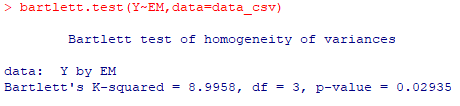 > bartlett.test(Y~EM,data=data_csv)
Bartlett test of homogeneity of variances
data:  Y by EM
Bartlett's K-squared = 8.9958, df = 3, p-value = 0.02935